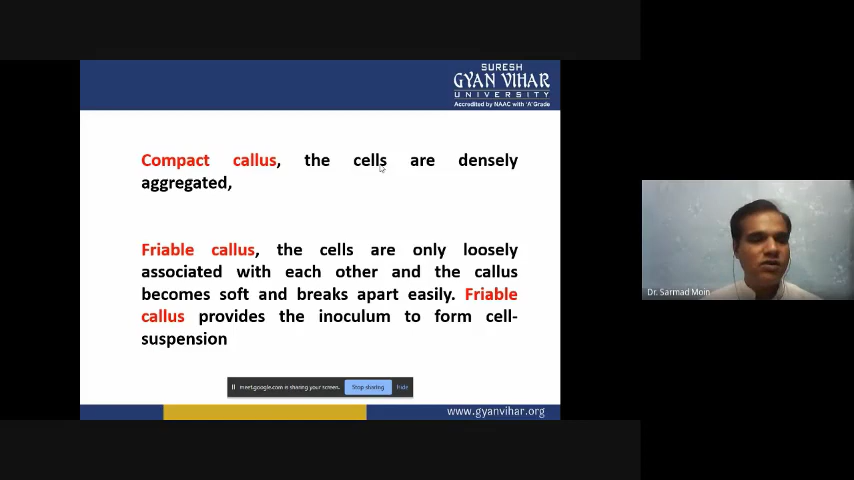 SURESH
GYAN VIHAR
UNIVERSITY
Accredited by NAAC with 'A' Grade
Compact callus, the cells are densely
aggregated,
Friable callus, the cells are only loosely
associated with each other and the callus
becomes soft and breaks apart easily. Friable
callus provides the inoculum to form cell-
suspension
Dr. Sarmad Moin
meet.google.com is sharing your screen. Stop sharing Hide
www.gyanvihar.org